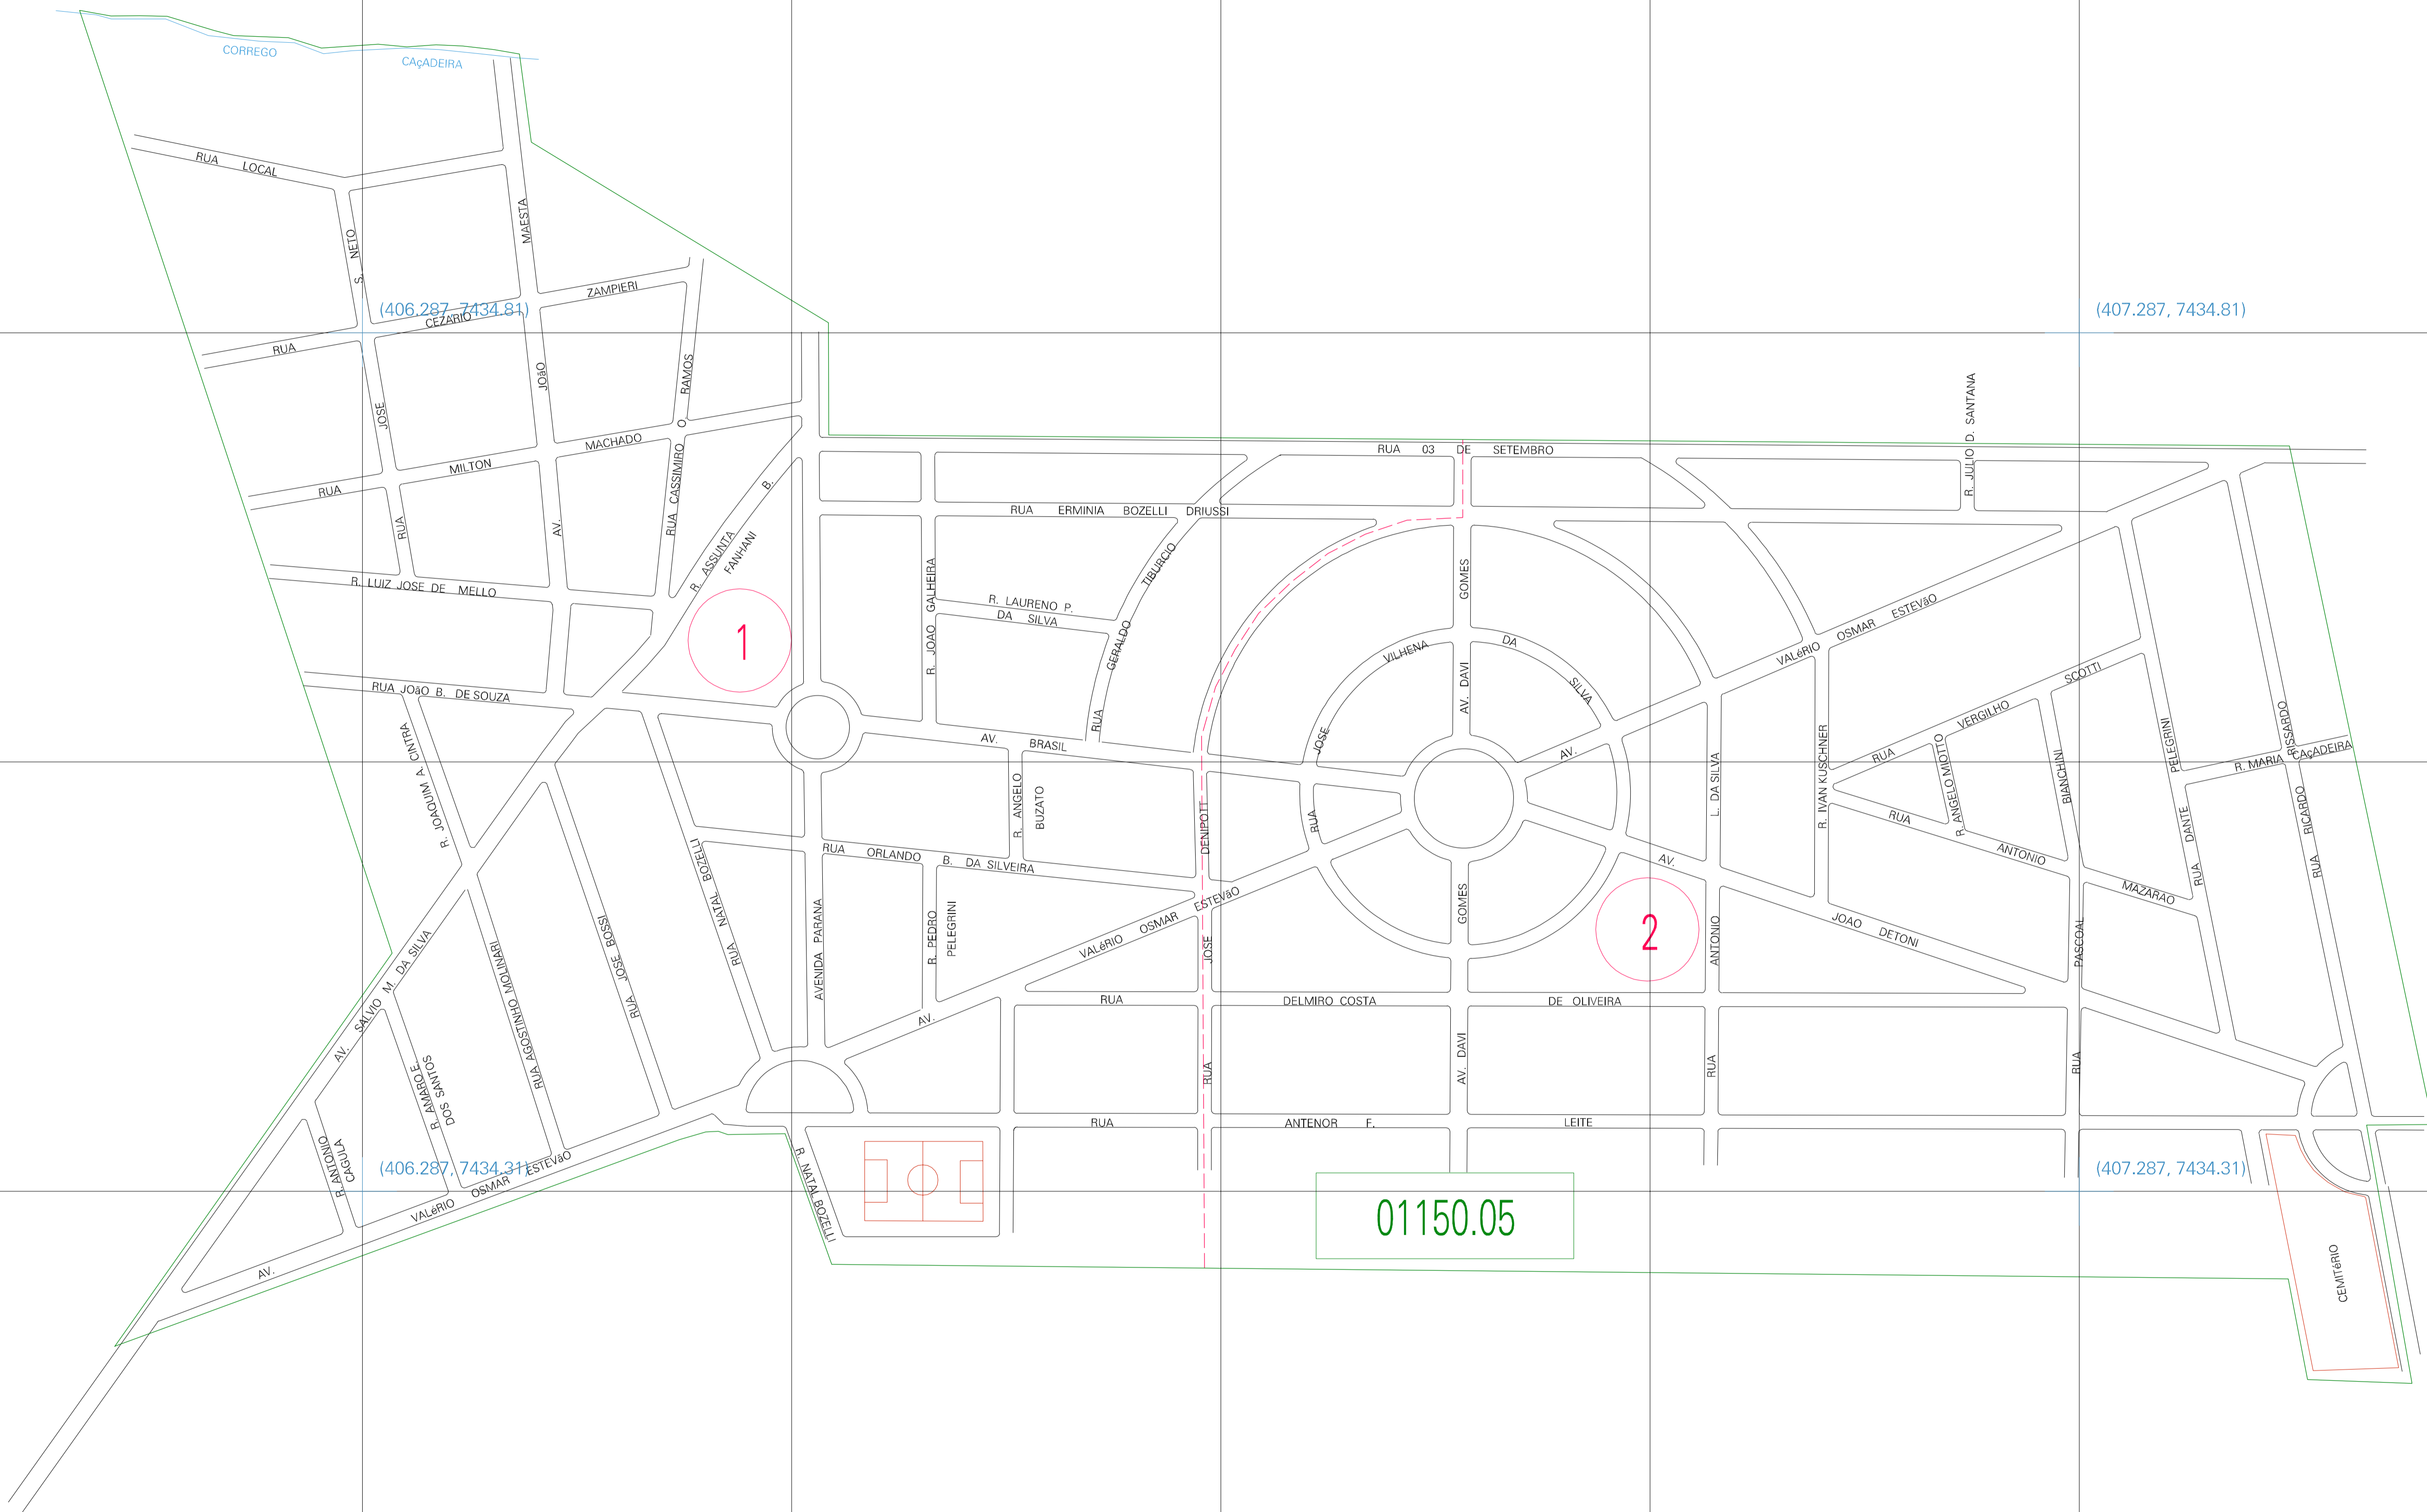 CORREGO
CAçADEIRA
RUA LOCAL
MAESTA
S. NETO
ZAMPIERI
(406.287, 7434.81)
(407.287, 7434.81)
CEZARIO
RUA
JOãO
RAMOS
R. JULIO D. SANTANA
JOSE
O.
MACHADO
RUA 03 DE SETEMBRO
MILTON
RUA
B.
RUA CASSIMIRO
RUA ERMINIA BOZELLI DRIUSSI
RUA
AV.
R. ASSUNTA
FANHANI
TIBURCIO
R. LUIZ JOSE DE MELLO
R. JOAO GALHEIRA
GOMES
R. LAURENO P.
DA SILVA
VALéRIO OSMAR ESTEVãO
1
GERALDO
VILHENA
DA
SILVA
AV. DAVI
SCOTTI
RUA JOãO B. DE SOUZA
R. JOAQUIM A. CINTRA
RUA
AV. BRASIL
JOSE
AV.
VERGILHO
RUA
PELEGRINI
RISSARDO
R. MARIA CAçADEIRA
R. ANGELO
BUZATO
DENIPOTT
RUA
L. DA SILVA
R. IVAN KUSCHNER
R. ANGELO MIOTTO
BIANCHINI
RUA
ANTONIO
MAZARAO
DANTE
RUA
RICARDO
RUA
RUA ORLANDO B. DA SILVEIRA
RUA NATAL BOZELLI
AV.
JOAO DETONI
GOMES
2
ANTONIO
PASCOAL
AVENIDA PARANA
R. PEDRO
PELEGRINI
AV. VALéRIO OSMAR ESTEVãO
JOSE
RUA JOSE BOSSI
RUA AGOSTINHO MOLINARI
AV. SALVIO M. DA SILVA
RUA DELMIRO COSTA DE OLIVEIRA
R. AMARO E.
DOS SANTOS
RUA
AV. DAVI
RUA
RUA
RUA ANTENOR F. LEITE
R. ANTONIO
CAGULA
(406.287, 7434.31)
(407.287, 7434.31)
AV. VALéRIO OSMAR ESTEVãO
R. NATAL BOZELITI
01150.05
CEMITéRIO